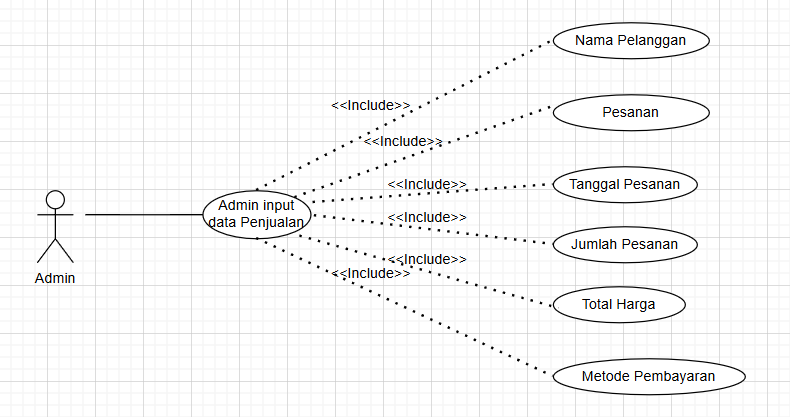 Nama Pelanggan
<<Include>>
Pesanan
<<Include>>
Tanggal Pesanan
<<Include>>
Admin input
data Penjualan
<<Include>>
Jumlah Pesanan
<<Include>>
Admin
<<Include>>
Total Harga
Metode Pembayaran